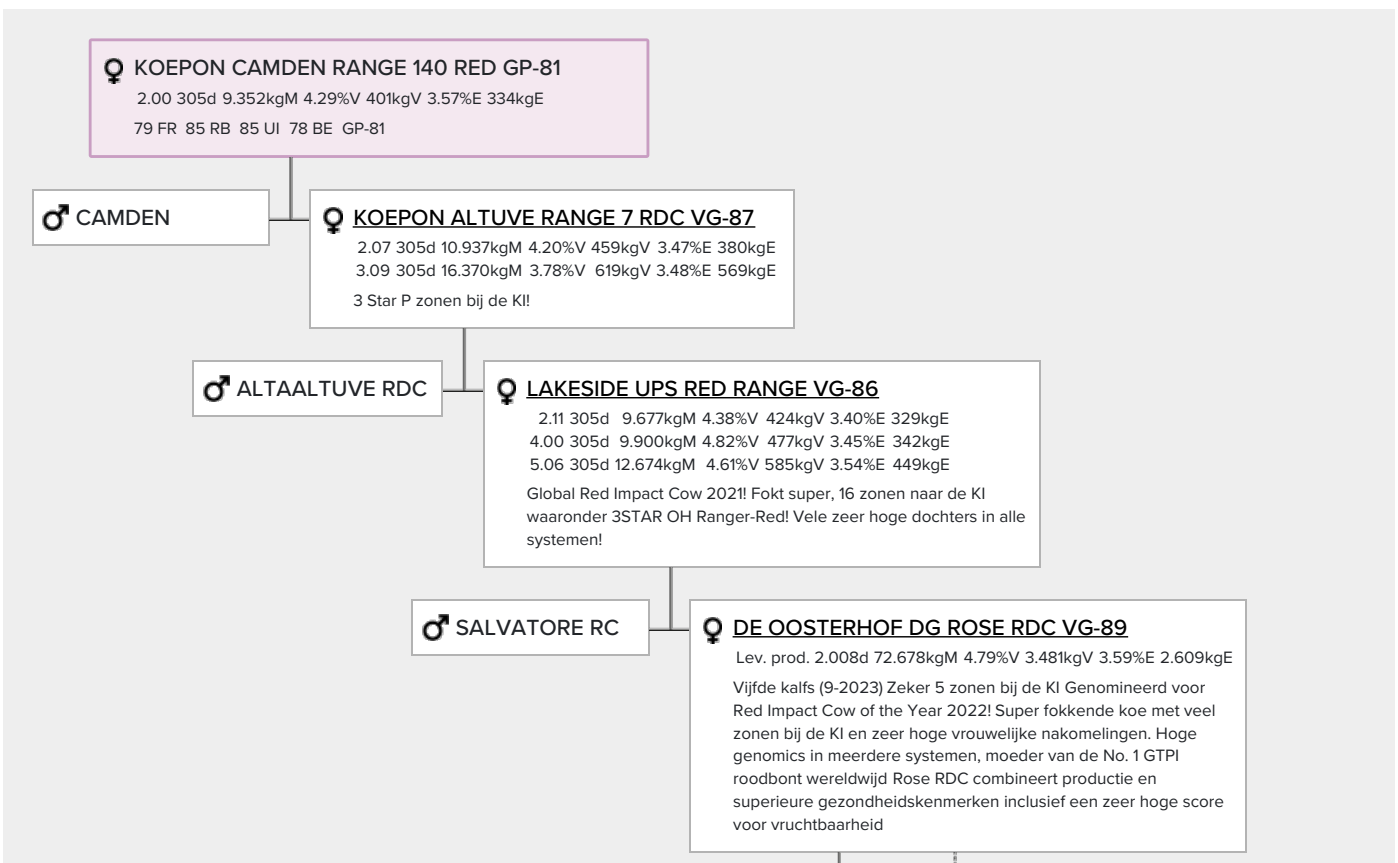 KOEPON CAMDEN RANGE 140 RED GP-81
2.00 305d 9.352kgM 4.29%V 401kgV 3.57%E 334kgE
79 FR 85 RB 85 UI 78 BE GP-81
CAMDEN
KOEPON ALTUVE RANGE 7 RDC VG-87
2.07 305d 10.937kgM 4.20%V 459kgV 3.47%E 380kgE
3.09 305d 16.370kgM 3.78%V 619kgV 3.48%E 569kgE
3 Star P zonen bij de KI!
ALTAALTUVE RDC
LAKESIDE UPS RED RANGE VG-86
2.11 305d 9.677kgM 4.38%V 424kgV 3.40%E 329kgE
4.00 305d 9.900kgM 4.82%V 477kgV 3.45%E 342kgE
5.06 305d 12.674kgM 4.61%V 585kgV 3.54%E 449kgE
Global Red Impact Cow 2021! Fokt super, 16 zonen naar de KI
waaronder 3STAR OH Ranger-Red! Vele zeer hoge dochters in alle
systemen!
SALVATORE RC
DE OOSTERHOF DG ROSE RDC VG-89
Lev. prod. 2.008d 72.678kgM 4.79%V 3.481kgV 3.59%E 2.609kgE
Vijfde kalfs (9-2023) Zeker 5 zonen bij de KI Genomineerd voor
Red Impact Cow of the Year 2022! Super fokkende koe met veel
zonen bij de KI en zeer hoge vrouwelijke nakomelingen. Hoge
genomics in meerdere systemen, moeder van de No. 1 GTPI
roodbont wereldwijd Rose RDC combineert productie en
superieure gezondheidskenmerken inclusief een zeer hoge score
voor vruchtbaarheid